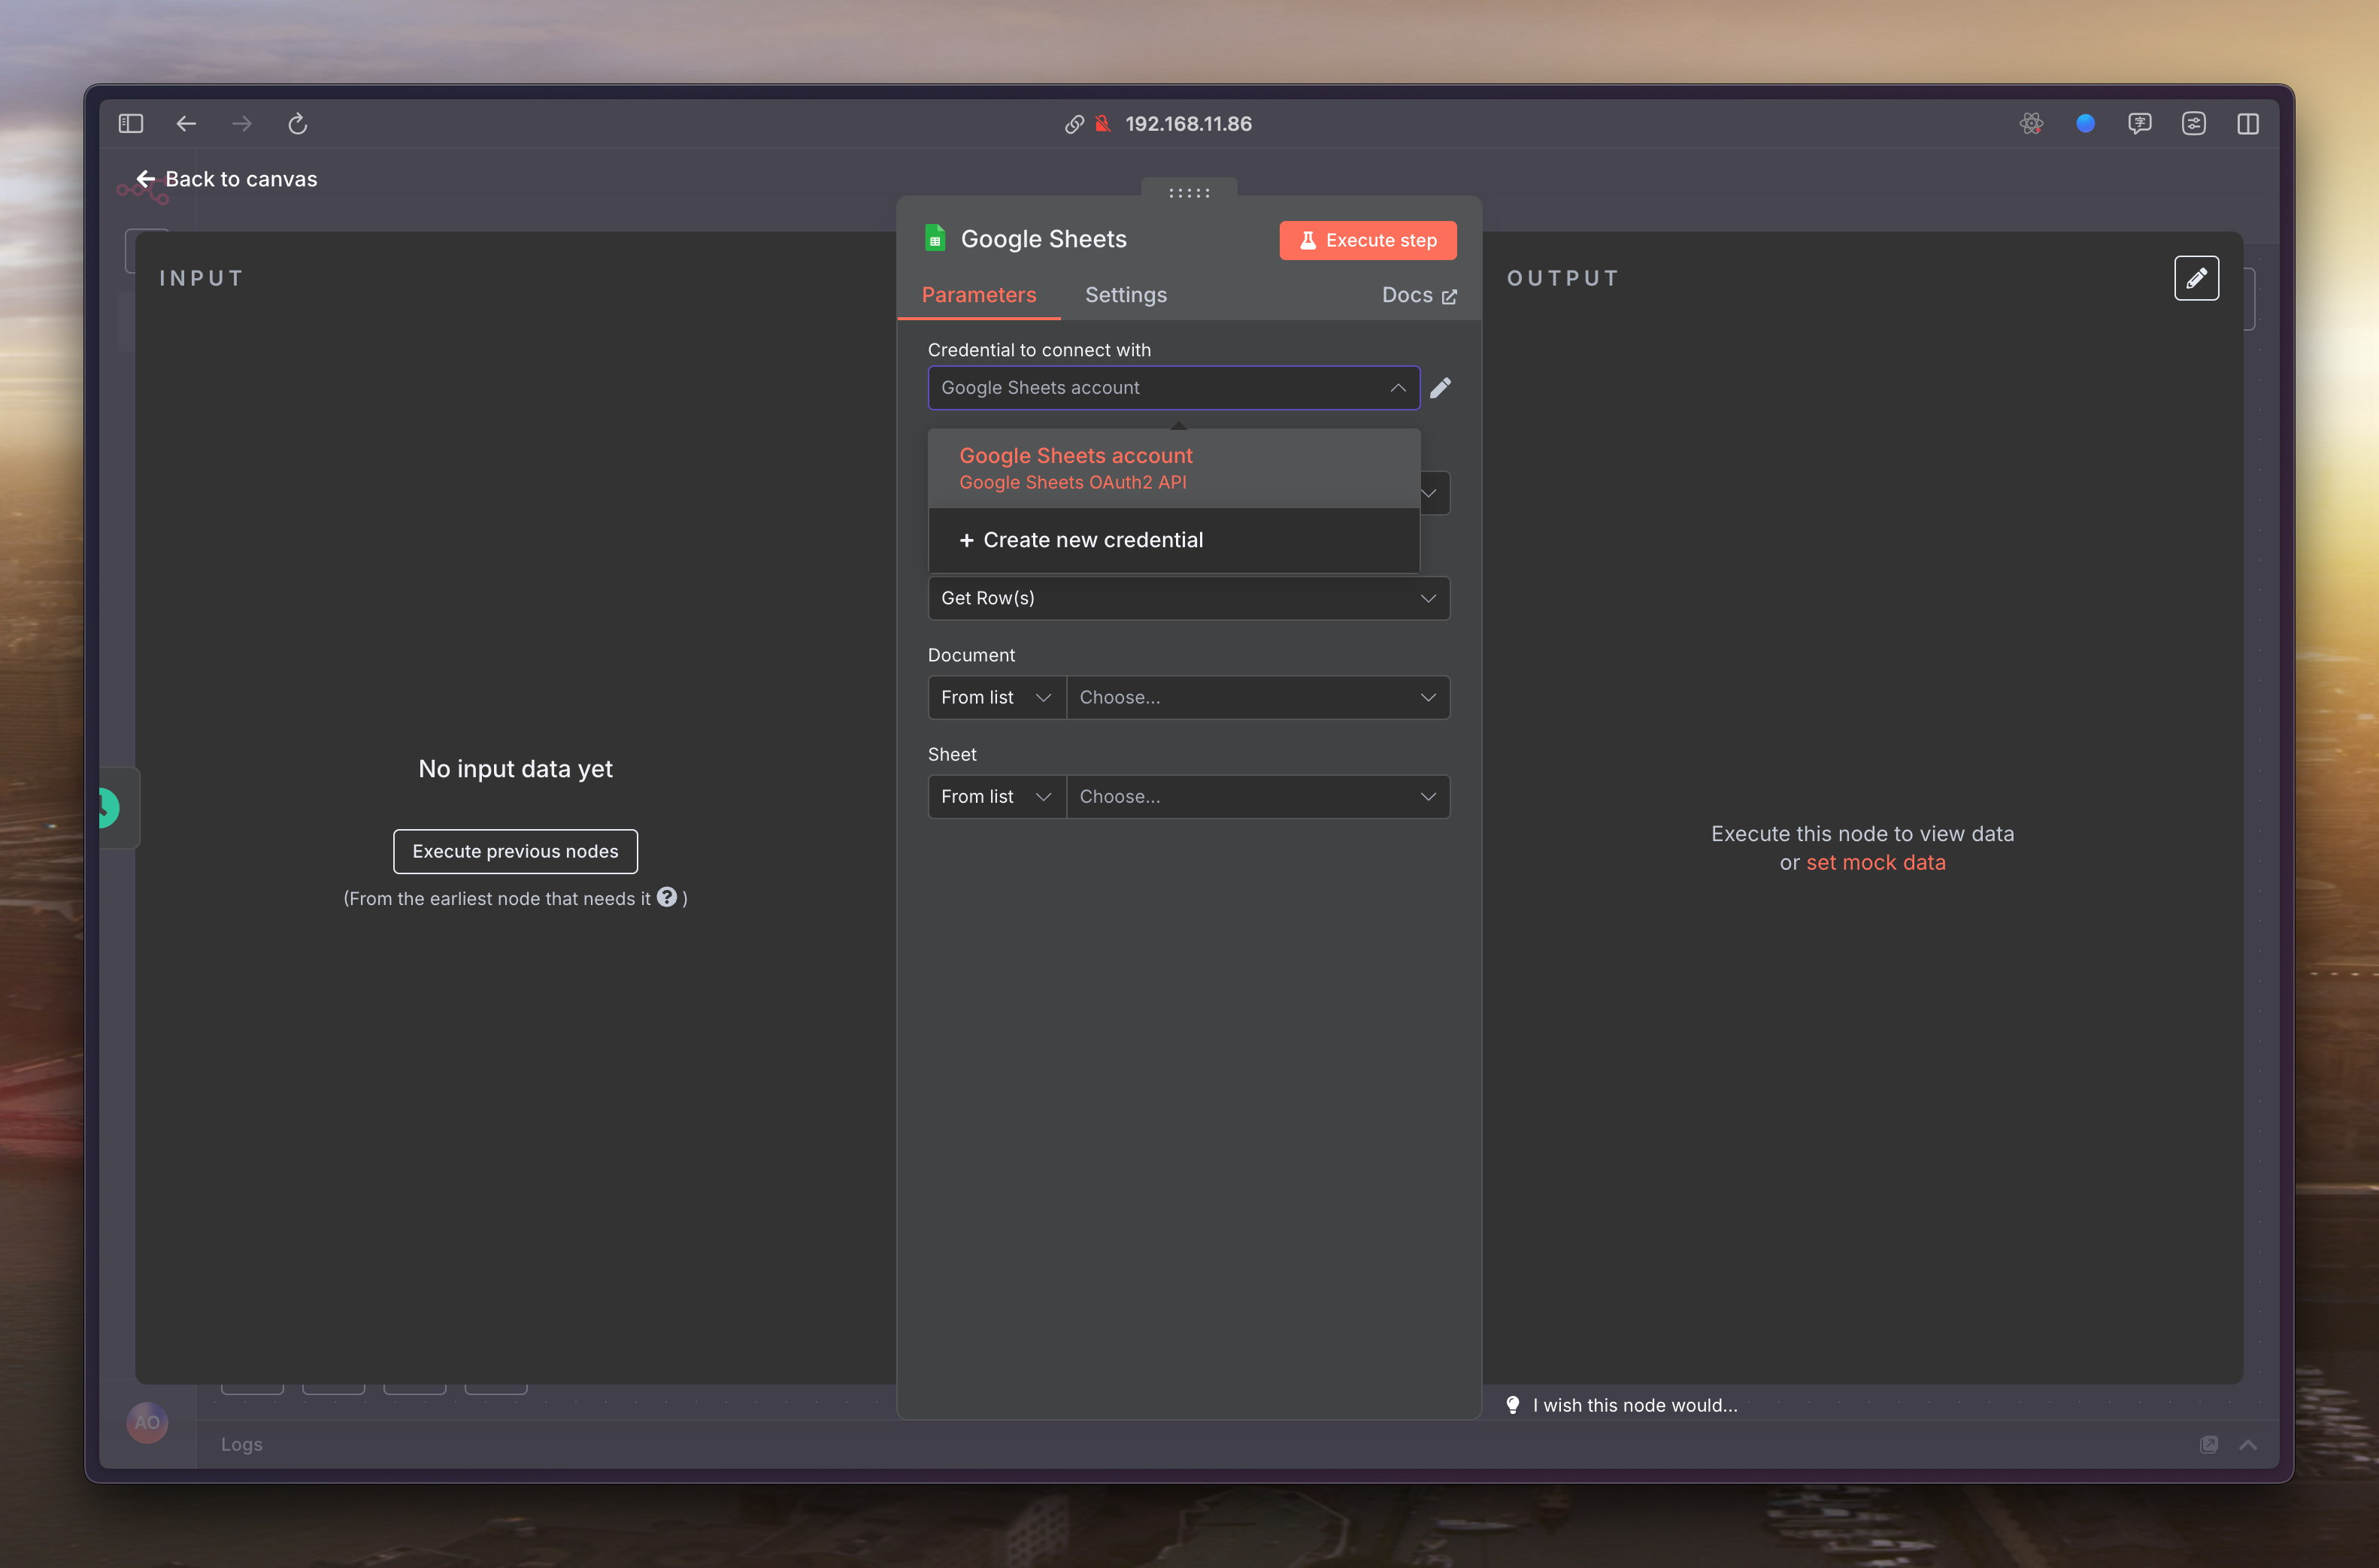 192.168.11.86
Back to canvas
INPUT
No input data yet
Execute previous nodes
(From the earliest node that needs it ? )
Google Sheets
Execute step
Parameters
Settings
Docs
Credential to connect with
Google Sheets account
Google Sheets account
Google Sheets OAuth2 API
+ Create new credential
Get Row(s)
Document
From list
Choose...
Sheet
From list
Choose...
OUTPUT
Execute this node to view data
or set mock data
I wish this node would...
AO
Logs